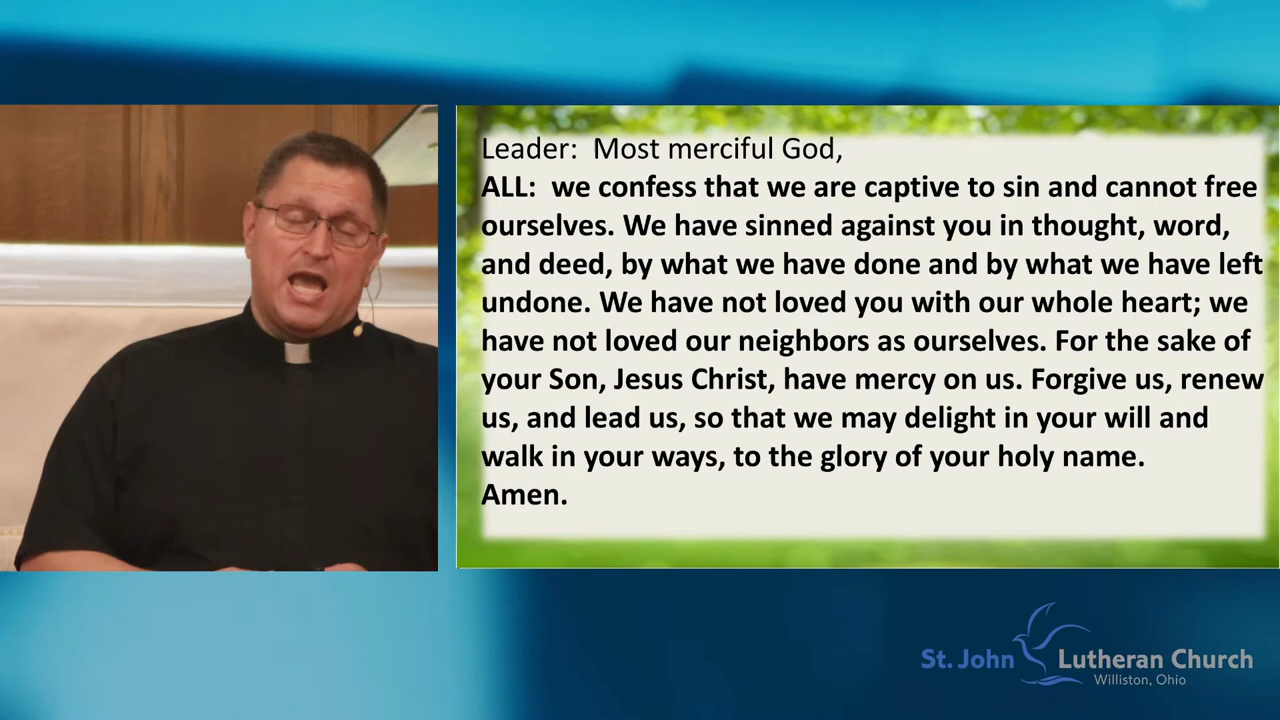 Leader:  Most merciful God,
ALL:  we confess that we are captive to sin and cannot free
ourselves. We have sinned against you in thought, word,
and deed, by what we have done and by what we have left
undone. We have not loved you with our whole heart; we
have not loved our neighbors as ourselves. For the sake of
your Son, Jesus Christ, have mercy on us. Forgive us, renew
us, and lead us, so that we may delight in your will and
walk in your ways, to the glory of your holy name.
Amen.
St. John Lutheran Church
Williston, Ohio